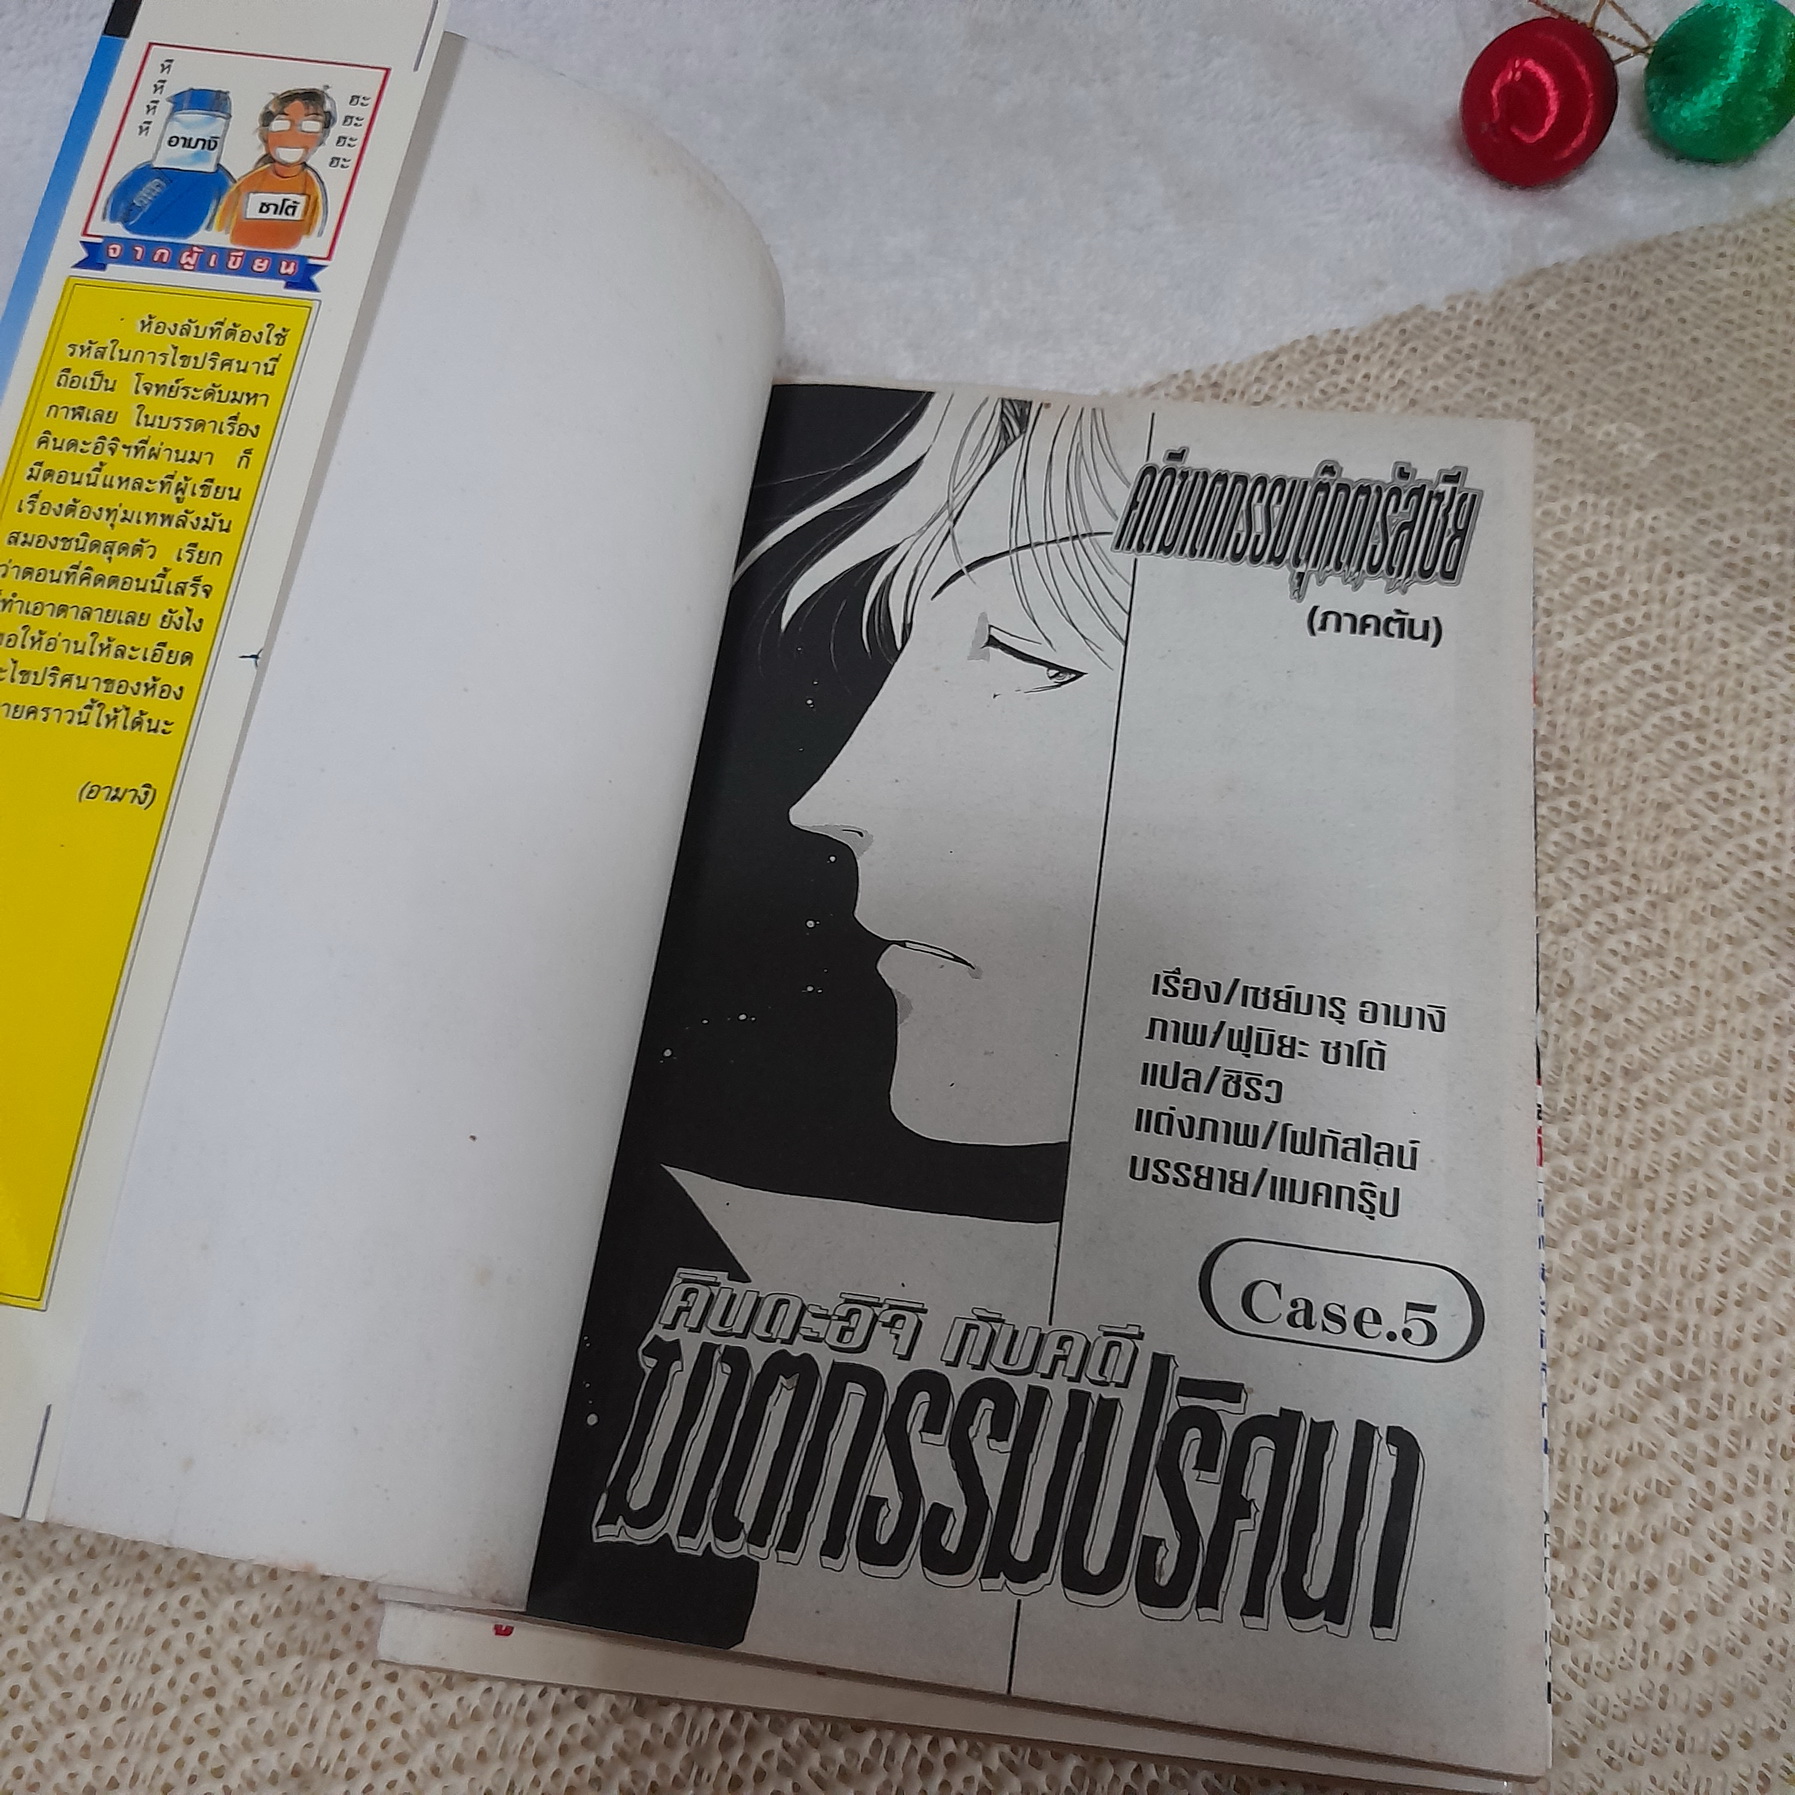 ฮี
ฮี
ฮี
ฮี
ฮะ
ฮะ
ฮะ
ฮะ
อามางิ
ซาโต้
จากผู้เขียน
ห้องลับที่ต้องใช้
รหัสในการไขปริศนานี่
ถือเป็น โจทย์ระดับมหา
กาฬเลย ในบรรดาเรื่อง
คินดะอิจิฯที่ผ่านมา ก็
มีตอนนี้แหละที่ผู้เขียน
เรื่องต้องทุ่มเทพลังมัน
สมองชนิดสุดตัว เรียก
ว่าตอนที่คิดตอนนี้เสร็จ
ทำเอาตาลายเลย ยังไง
ขอให้อ่านให้ละเอียด
ไขปริศนาของห้อง
คราวนี้ให้ได้นะ
(อามางิ)
คดีฆาตกรรมตุ๊กตารัสเซีย
(ภาคต้น)
เรื่อง/เซย์มารุ อามางิ
ภาพ/ฟุมิยะ ซาโต้
แปล/ชิริว
แต่งภาพ/โฟกัสไลน์
บรรยาย/แมคกรุ๊ป
Case.5
คินดะอิจิ กับคดี
ฆาตกรรมปริศนา